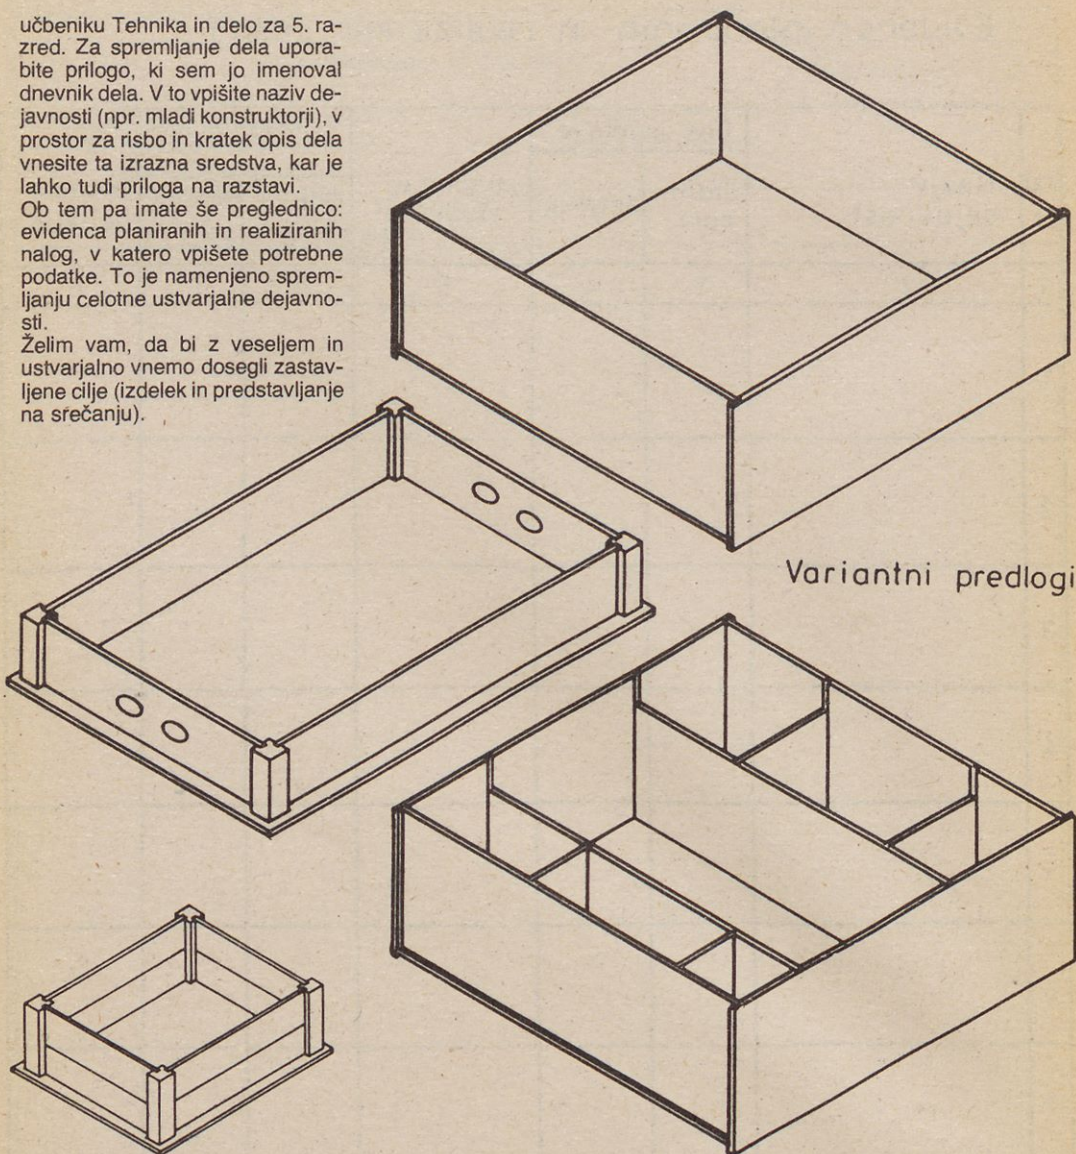 učbeniku Tehnika in delo za 5. ra-
zred. Za spremljanje dela upora-
bite prilogo, ki sem jo imenoval
dnevnik dela. V to vpišite naziv de-
javnosti (npr. mladi konstruktorji), v
prostor za risbo in kratek opis dela
vnesite ta izrazna sredstva, kar je
lahko tudi priloga na razstavi.
Ob tem pa imate še preglednico:
evidenca planiranih in realiziranih
nalog, v katero vpišete potrebne
podatke. To je namenjeno sprem-
ljanju celotne ustvarjalne dejavno-
sti.
Želim vam, da bi z veseljem in
ustvarjalno vnemo dosegli zastav-
ljene cilje (izdelek in predstavljanje
na srečanju).
Variantni predlogi